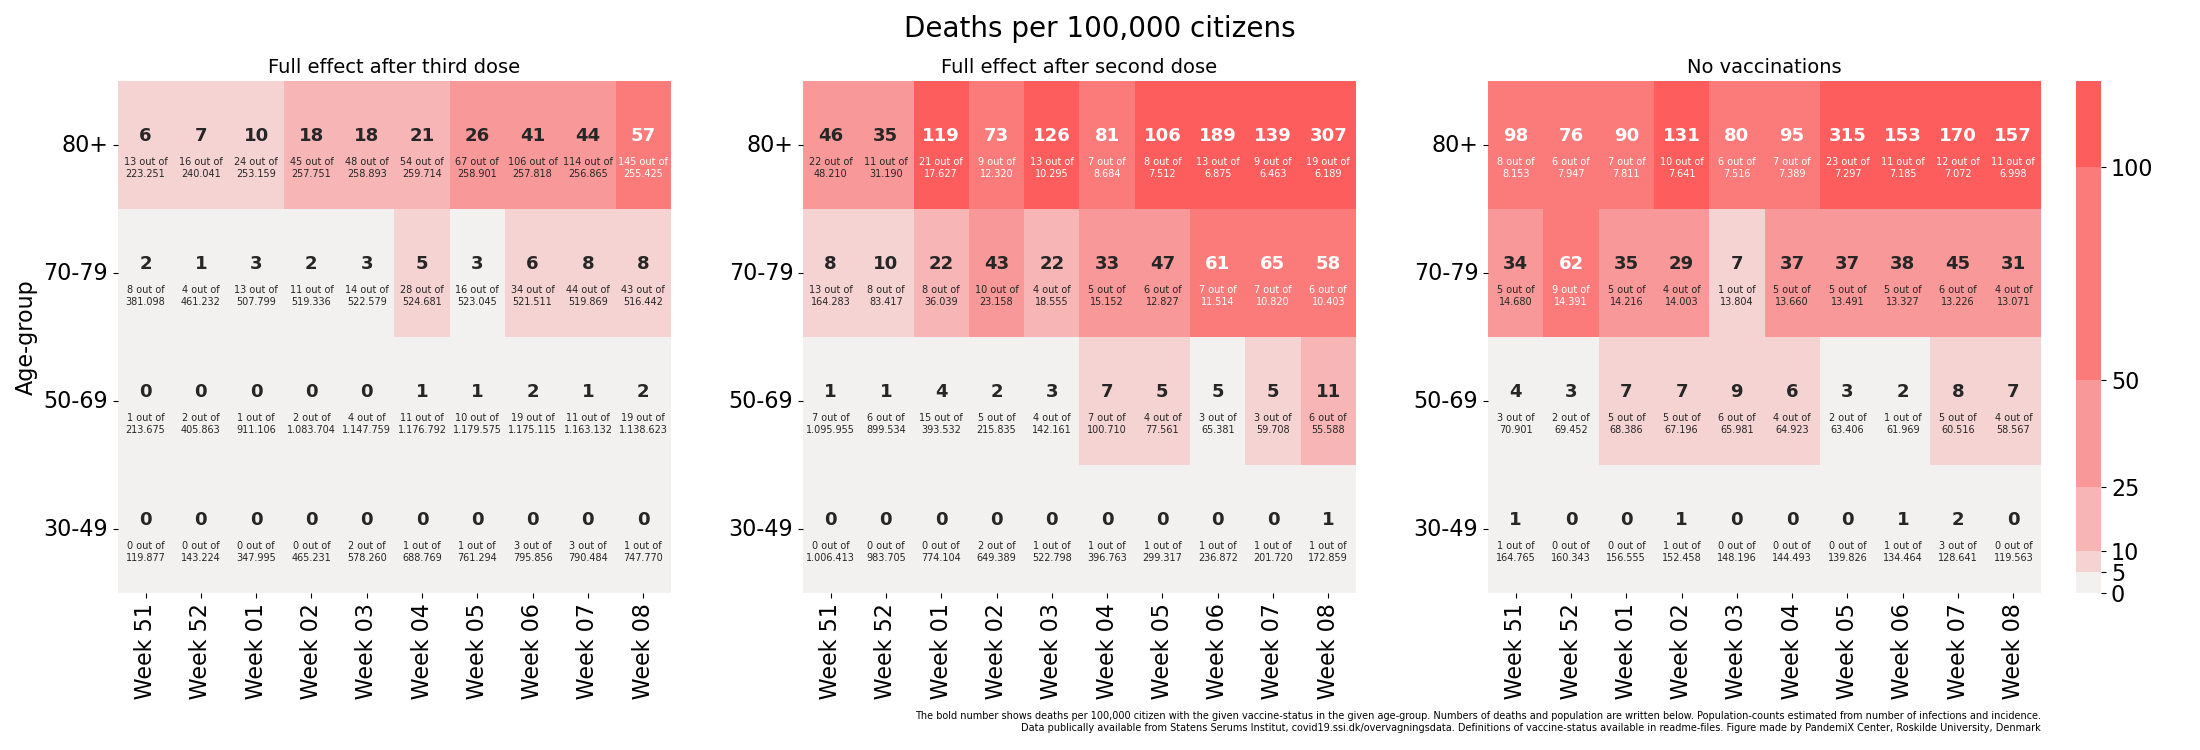 Deaths per 100,000 citizens
Full effect after third dose
Full effect after second dose
No vaccinations
Age-group
80+
6 7 10 18 18 21 26 41 44 57
13 out of 16 out of 24 out of 45 out of 48 out of 54 out of 67 out of 106 out of 114 out of 145 out of
223.251 240.041 253.159 257.751 258.893 259.714 258.901 257.818 256.865 255.425
70-79
2 1 3 2 3 5 3 6 8 8
8 out of 4 out of 13 out of 11 out of 14 out of 28 out of 16 out of 34 out of 44 out of 43 out of
381.098 461.232 507.799 519.336 522.579 524.681 523.045 521.511 519.869 516.442
50-69
0 0 0 0 0 1 1 2 1 2
1 out of 2 out of 1 out of 2 out of 4 out of 11 out of 10 out of 19 out of 11 out of 19 out of
213.675 405.863 911.106 1.083.704 1.147.759 1.176.792 1.179.575 1.175.115 1.163.132 1.138.623
30-49
0 0 0 0 0 0 0 0 0 0
0 out of 0 out of 0 out of 0 out of 2 out of 1 out of 1 out of 3 out of 3 out of 1 out of
119.877 143.224 347.995 465.231 578.260 688.769 761.294 795.856 790.484 747.770
Week 51 Week 52 Week 01 Week 02 Week 03 Week 04 Week 05 Week 06 Week 07 Week 08
80+
46 35 119 73 126 81 106 189 139 307
22 out of 11 out of 21 out of 9 out of 13 out of 7 out of 8 out of 13 out of 9 out of 19 out of
48.210 31.190 17.627 12.320 10.295 8.684 7.512 6.875 6.463 6.189
70-79
8 10 22 43 22 33 47 61 65 58
13 out of 8 out of 8 out of 10 out of 4 out of 5 out of 6 out of 7 out of 7 out of 6 out of
164.283 83.417 36.039 23.158 18.555 15.152 12.827 11.514 10.820 10.403
50-69
1 1 4 2 3 7 5 5 5 11
7 out of 6 out of 15 out of 5 out of 4 out of 7 out of 4 out of 3 out of 3 out of 6 out of
1.095.955 899.534 393.532 215.835 142.161 100.710 77.561 65.381 59.708 55.588
30-49
0 0 0 0 0 0 0 0 0 1
0 out of 0 out of 0 out of 2 out of 1 out of 1 out of 1 out of 1 out of 1 out of 1 out of
1.006.413 983.705 774.104 649.389 522.798 396.763 299.317 236.872 201.720 172.859
Week 51 Week 52 Week 01 Week 02 Week 03 Week 04 Week 05 Week 06 Week 07 Week 08
80+
98 76 90 131 80 95 315 153 170 157
8 out of 6 out of 7 out of 10 out of 6 out of 7 out of 23 out of 11 out of 12 out of 11 out of
8.153 7.947 7.811 7.641 7.516 7.389 7.297 7.185 7.072 6.998
70-79
34 62 35 29 7 37 37 38 45 31
5 out of 9 out of 5 out of 4 out of 1 out of 5 out of 5 out of 5 out of 6 out of 4 out of
14.680 14.391 14.216 14.003 13.804 13.660 13.491 13.327 13.226 13.071
50-69
4 3 7 7 9 6 3 2 8 7
3 out of 2 out of 5 out of 5 out of 6 out of 4 out of 2 out of 1 out of 5 out of 4 out of
70.901 69.452 68.386 67.196 65.981 64.923 63.406 61.969 60.516 58.567
30-49
1 0 0 1 0 0 0 1 2 0
1 out of 0 out of 0 out of 1 out of 0 out of 0 out of 0 out of 1 out of 3 out of 0 out of
164.765 160.343 156.555 152.458 148.196 144.493 139.826 134.464 128.641 119.563
Week 51 Week 52 Week 01 Week 02 Week 03 Week 04 Week 05 Week 06 Week 07 Week 08
100
50
25
10
5
0
The bold number shows deaths per 100,000 citizen with the given vaccine-status in the given age-group. Numbers of deaths and population are written below. Population-counts estimated from number of infections and incidence.
Data publically available from Statens Serums Institut, covid19.ssi.dk/overvagningsdata. Definitions of vaccine-status available in readme-files. Figure made by PandemiX Center, Roskilde University, Denmark